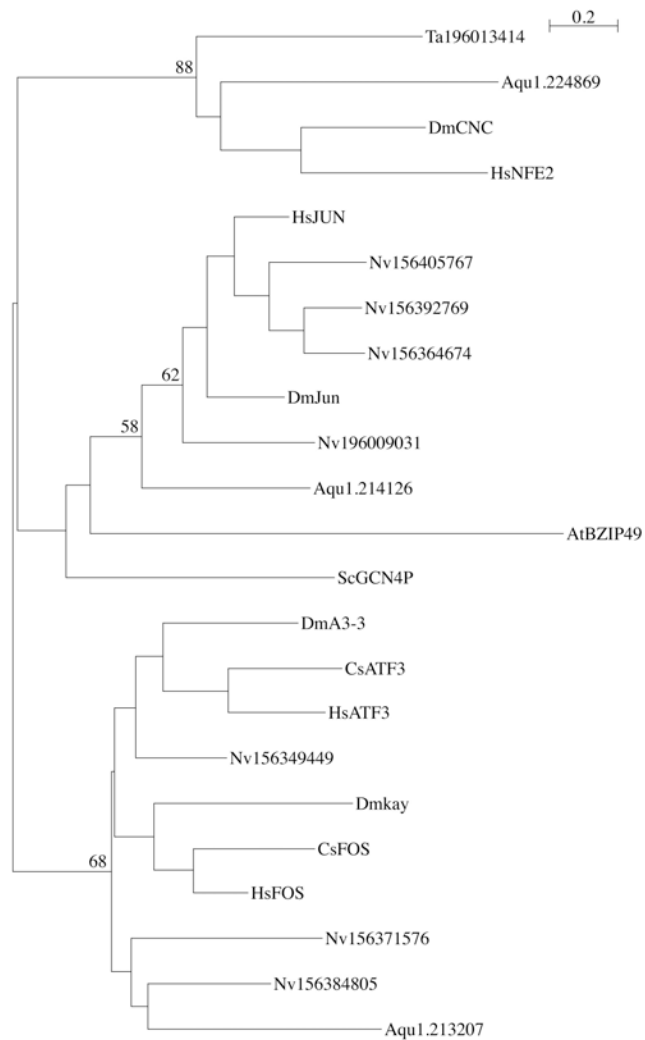 0.2
Ta196013414
88
Aqu1.224869
DmCNC
HsNFE2
HsJUN
Nv156405767
Nv156392769
Nv156364674
62
DmJun
58
Nv196009031
Aqu1.214126
AtBZIP49
ScGCN4P
DmA3-3
CsATF3
HsATF3
Nv156349449
Dmkay
CsFOS
68
HsFOS
Nv156371576
Nv156384805
Aqu1.213207